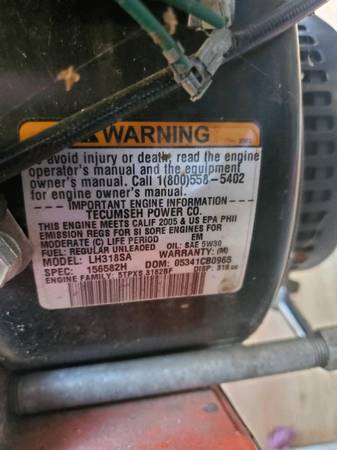 WARNING
To avoid injury or death, read the engine
operator's manual and the equipment
owner's manual. Call 1(800)558-5402
for engine owner's manual.
IMPORTANT ENGINE INFORMATION
TECUMSEH POWER CO.
THIS ENGINE MEETS CALIF 2005 & US EPA PHII
EMISSION REGS FOR SI SORE ENGINES FOR
MODERATE (C) LIFE PERIOD EM
FUEL: REGULAR UNLEADED OIL: SAE 5W30
MODEL: LH318SA WARRANTY: (M)
SPEC: 156582H DOM: 05341CB0965
ENGINE FAMILY: 5TPXS.3182BF DISP: 318 cc